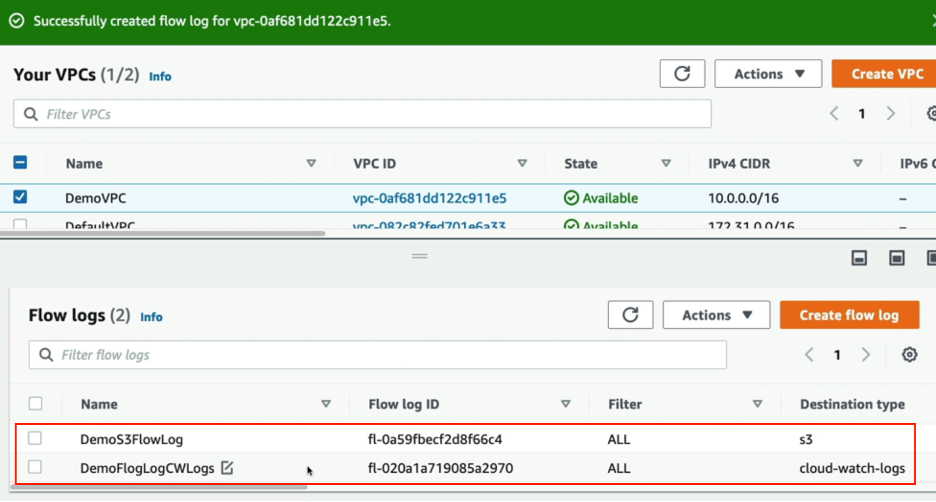 Successfully created flow log for vpc-0af681dd122c911e5.
Your VPCs (1/2) Info
Actions
Create VPC
Filter VPCs
1
Name VPC ID State IPv4 CIDR IPv6 C
DemoVPC vpc-0af681dd122c911e5 Available 10.0.0.0/16 –
DefaultVPC vpc-082c82fed701e6a33 Available 172.31.0.0/16 –
Flow logs (2) Info
Actions
Create flow log
Filter flow logs
1
Name Flow log ID Filter Destination type
DemoS3FlowLog fl-0a59fbecf2d8f66c4 ALL s3
DemoFlogLogCWLogs fl-020a1a719085a2970 ALL cloud-watch-logs